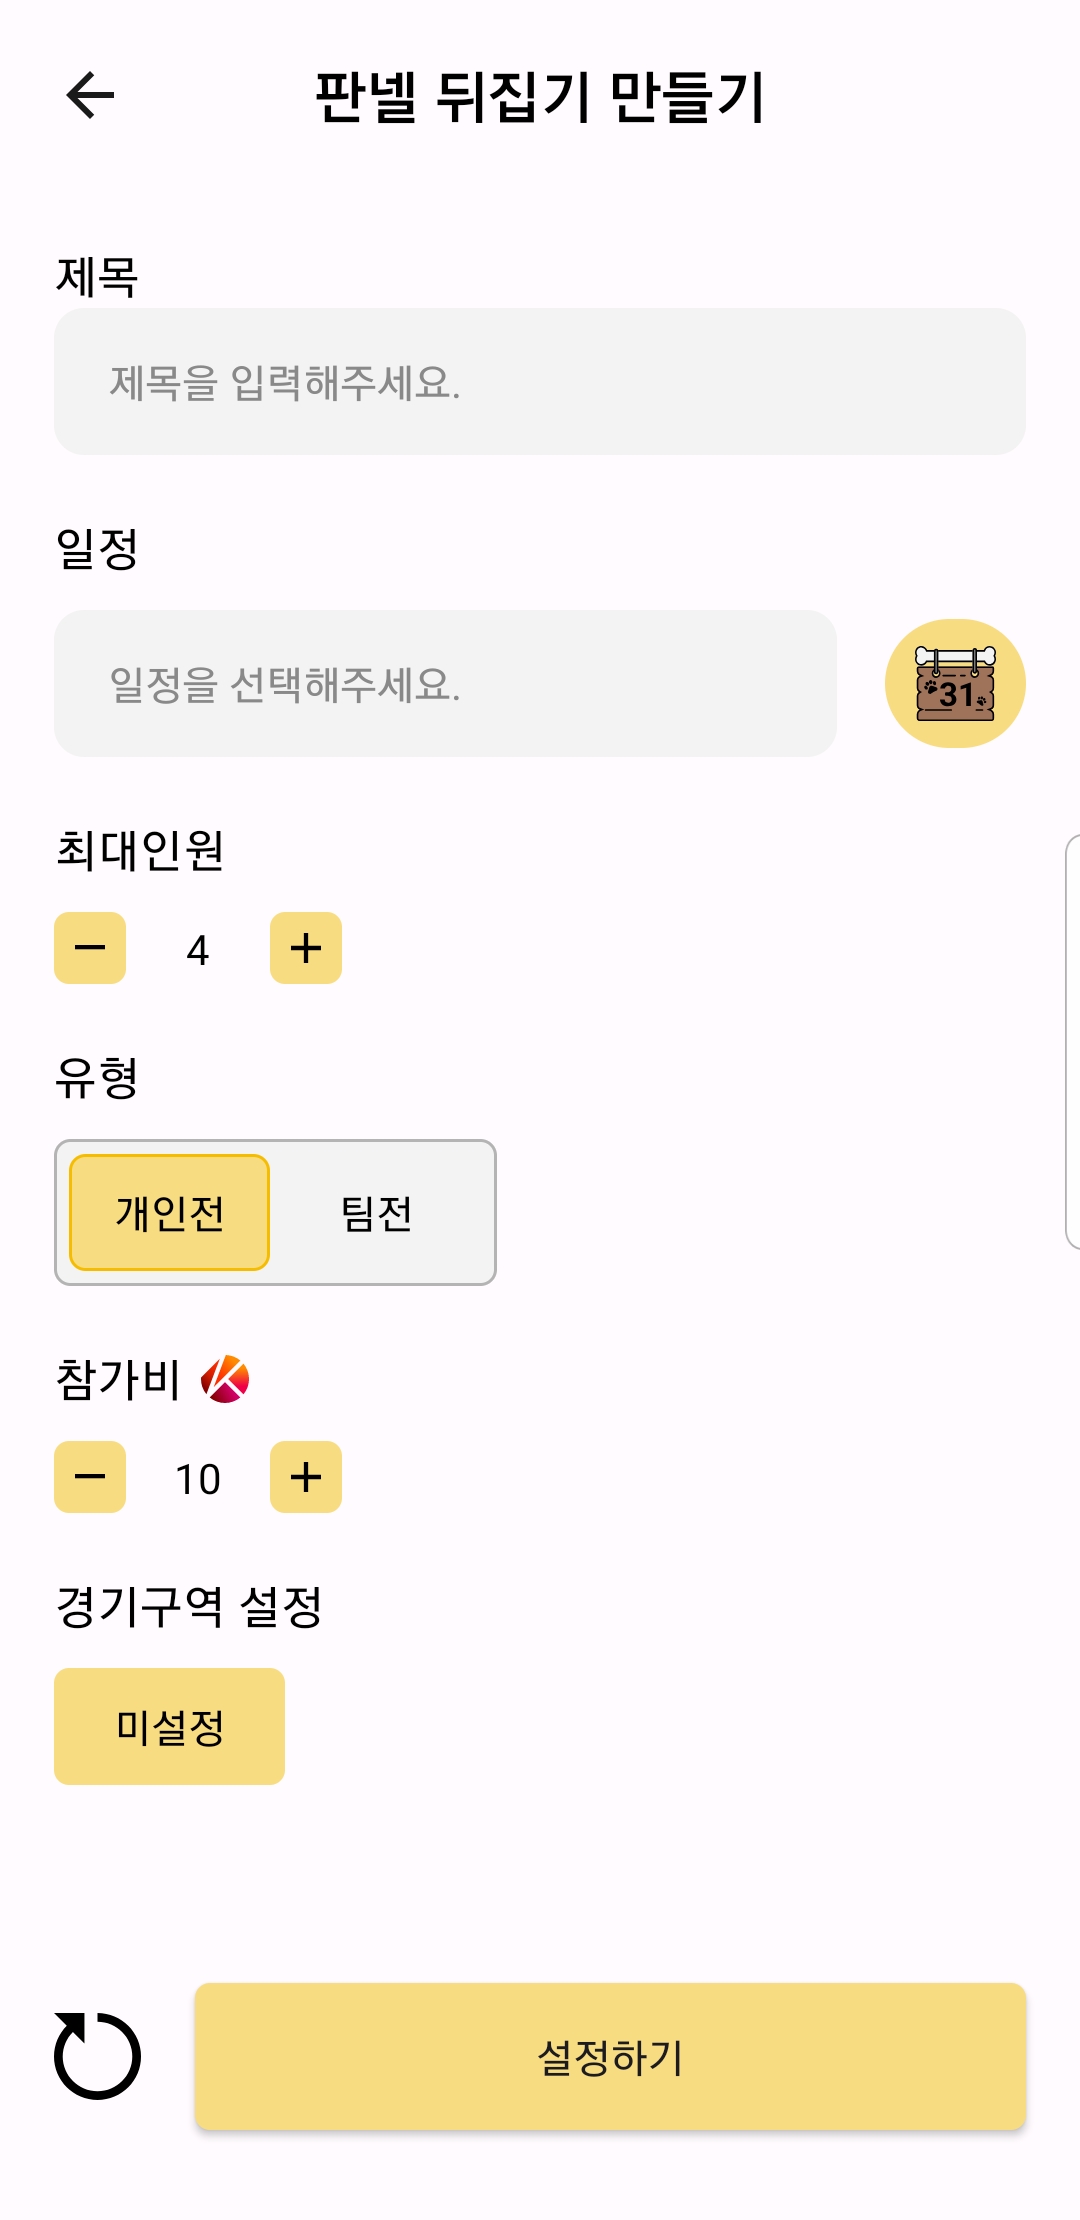 판넬 뒤집기 만들기
제목
제목을 입력해주세요.
일정
일정을 선택해주세요.
31
최대인원
4
유형
개인전 팀전
참가비
10
경기구역 설정
미설정
설정하기